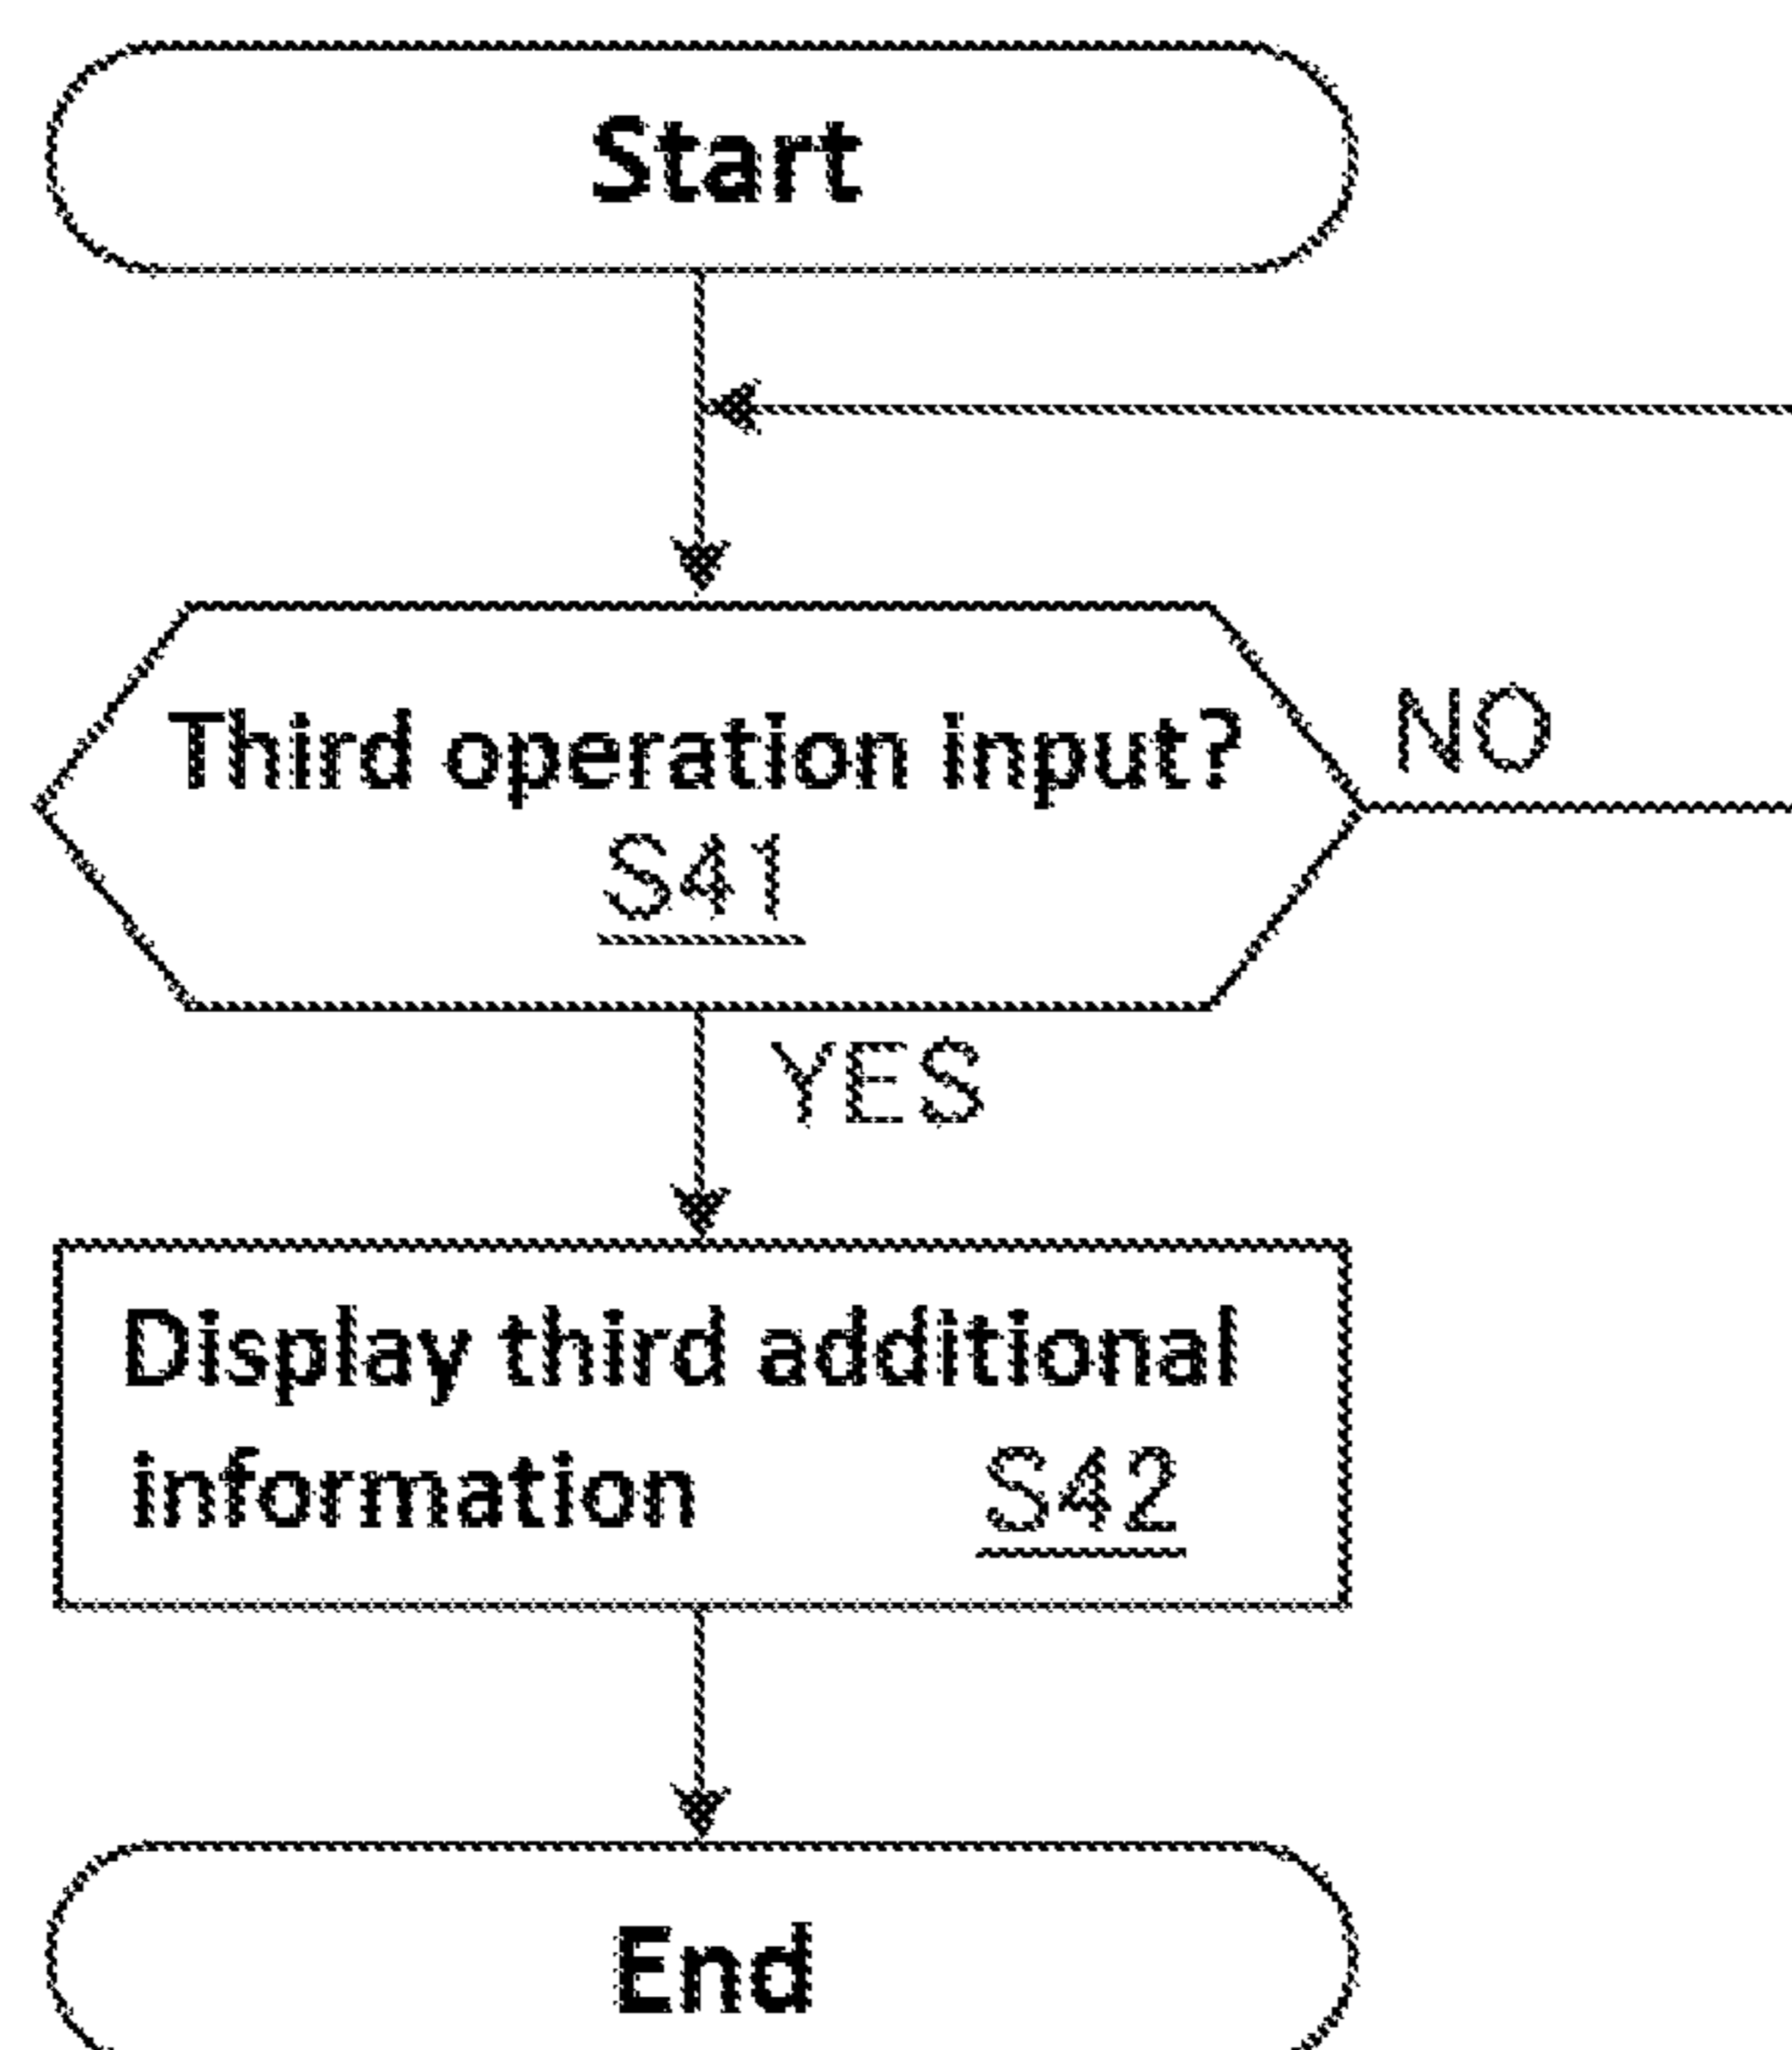 Start
Third operation input?
NO
S41
YES
Display third additional
information S42
End